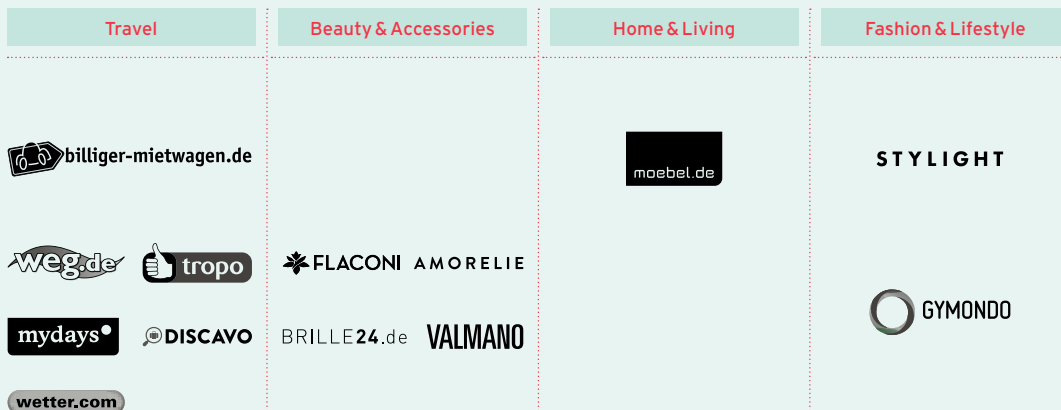 Travel
Beauty & Accessories
Home & Living
Fashion & Lifestyle
billiger-mietwagen.de
moebel.de
STYLIGHT
weg.de
tropo
FLACONI
AMORELIE
GYMONDO
mydays
DISCAVO
BRILLE24.de
VALMANO
wetter.com